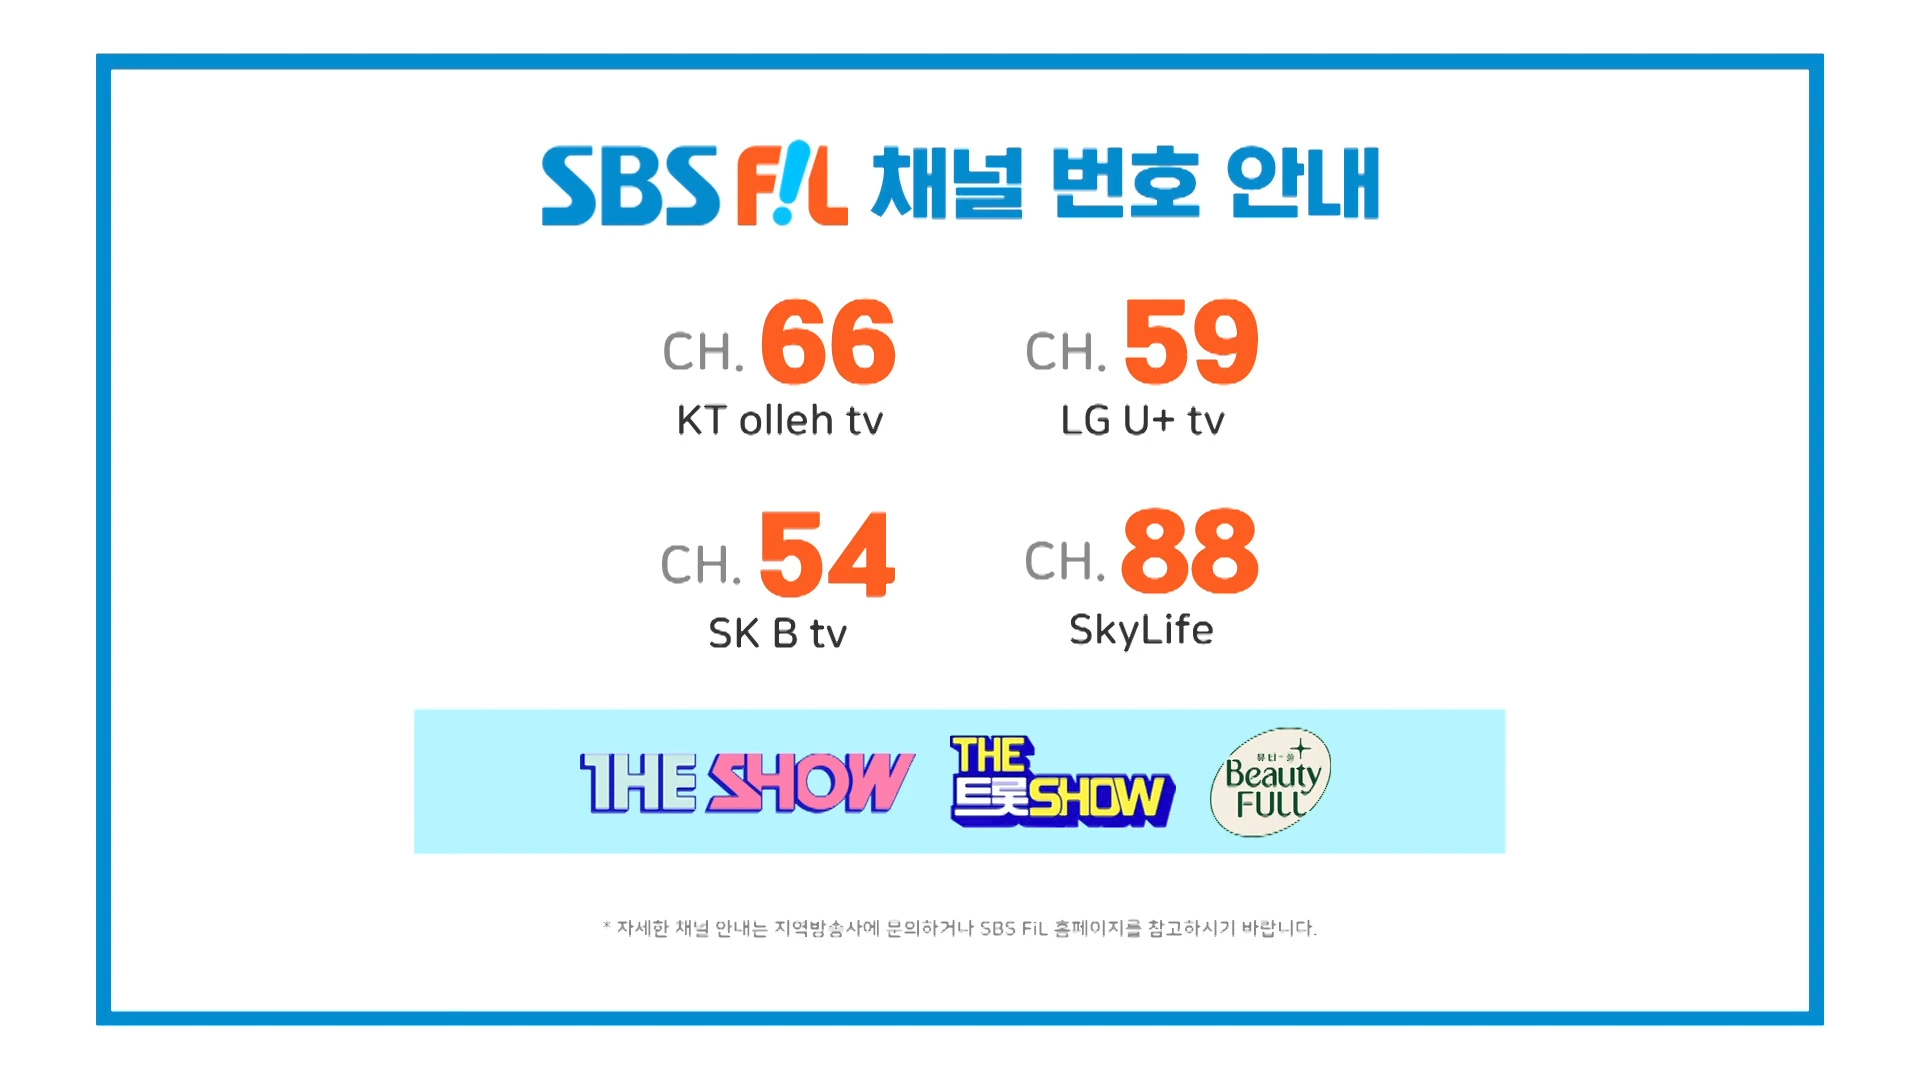 SBS F!L 채널 번호 안내
CH. 66
KT olleh tv
CH. 59
LG U+ tv
CH. 54
SK B tv
CH. 88
SkyLife
THE SHOW
THE
트롯SHOW
뷰티-풀
Beauty
FULL
* 자세한 채널 안내는 지역방송사에 문의하거나 SBS FiL 홈페이지를 참고하시기 바랍니다.